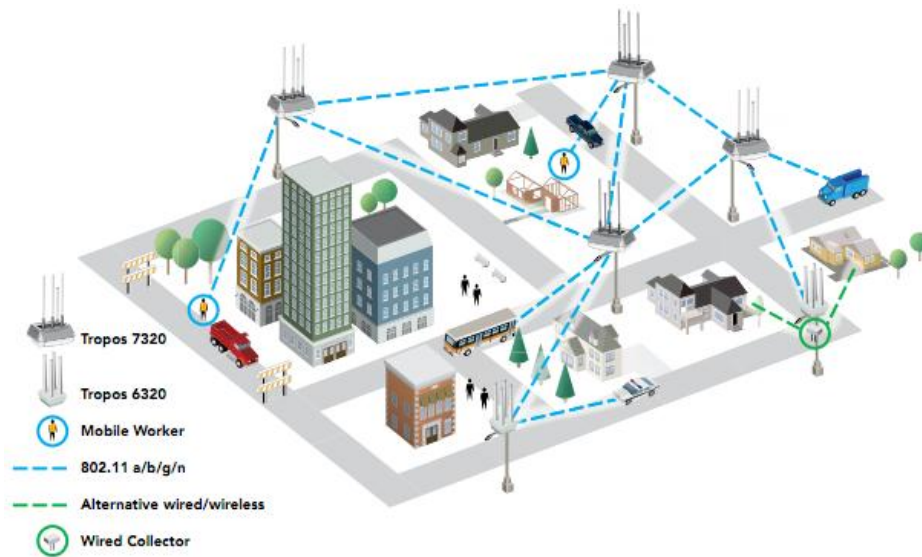 Tropos 7320
Tropos 6320
Mobile Worker
802.11 a/b/g/n
Alternative wired/wireless
Wired Collector